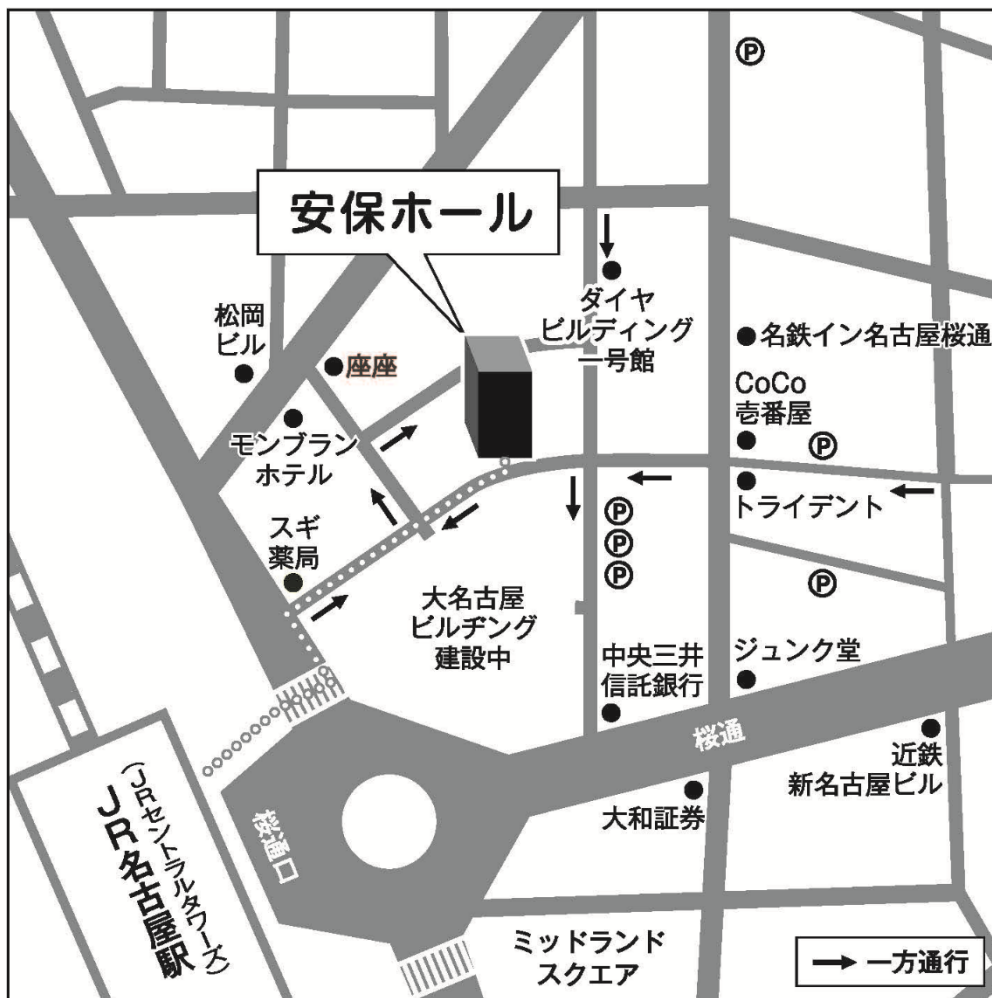 Ⓟ
安保ホール
松岡
ビル
座座
モンブラン
ホテル
スギ
薬局
ダイヤ
ビルディング
一号館
名鉄イン名古屋桜通
CoCo
壱番屋
Ⓟ
トライデント
Ⓟ
Ⓟ
Ⓟ
Ⓟ
大名古屋
ビルヂング
建設中
中央三井
信託銀行
ジュンク堂
桜通
近鉄
新名古屋ビル
大和証券
桜通口
(JRセントラルタワーズ)
JR名古屋駅
ミッドランド
スクエア
一方通行